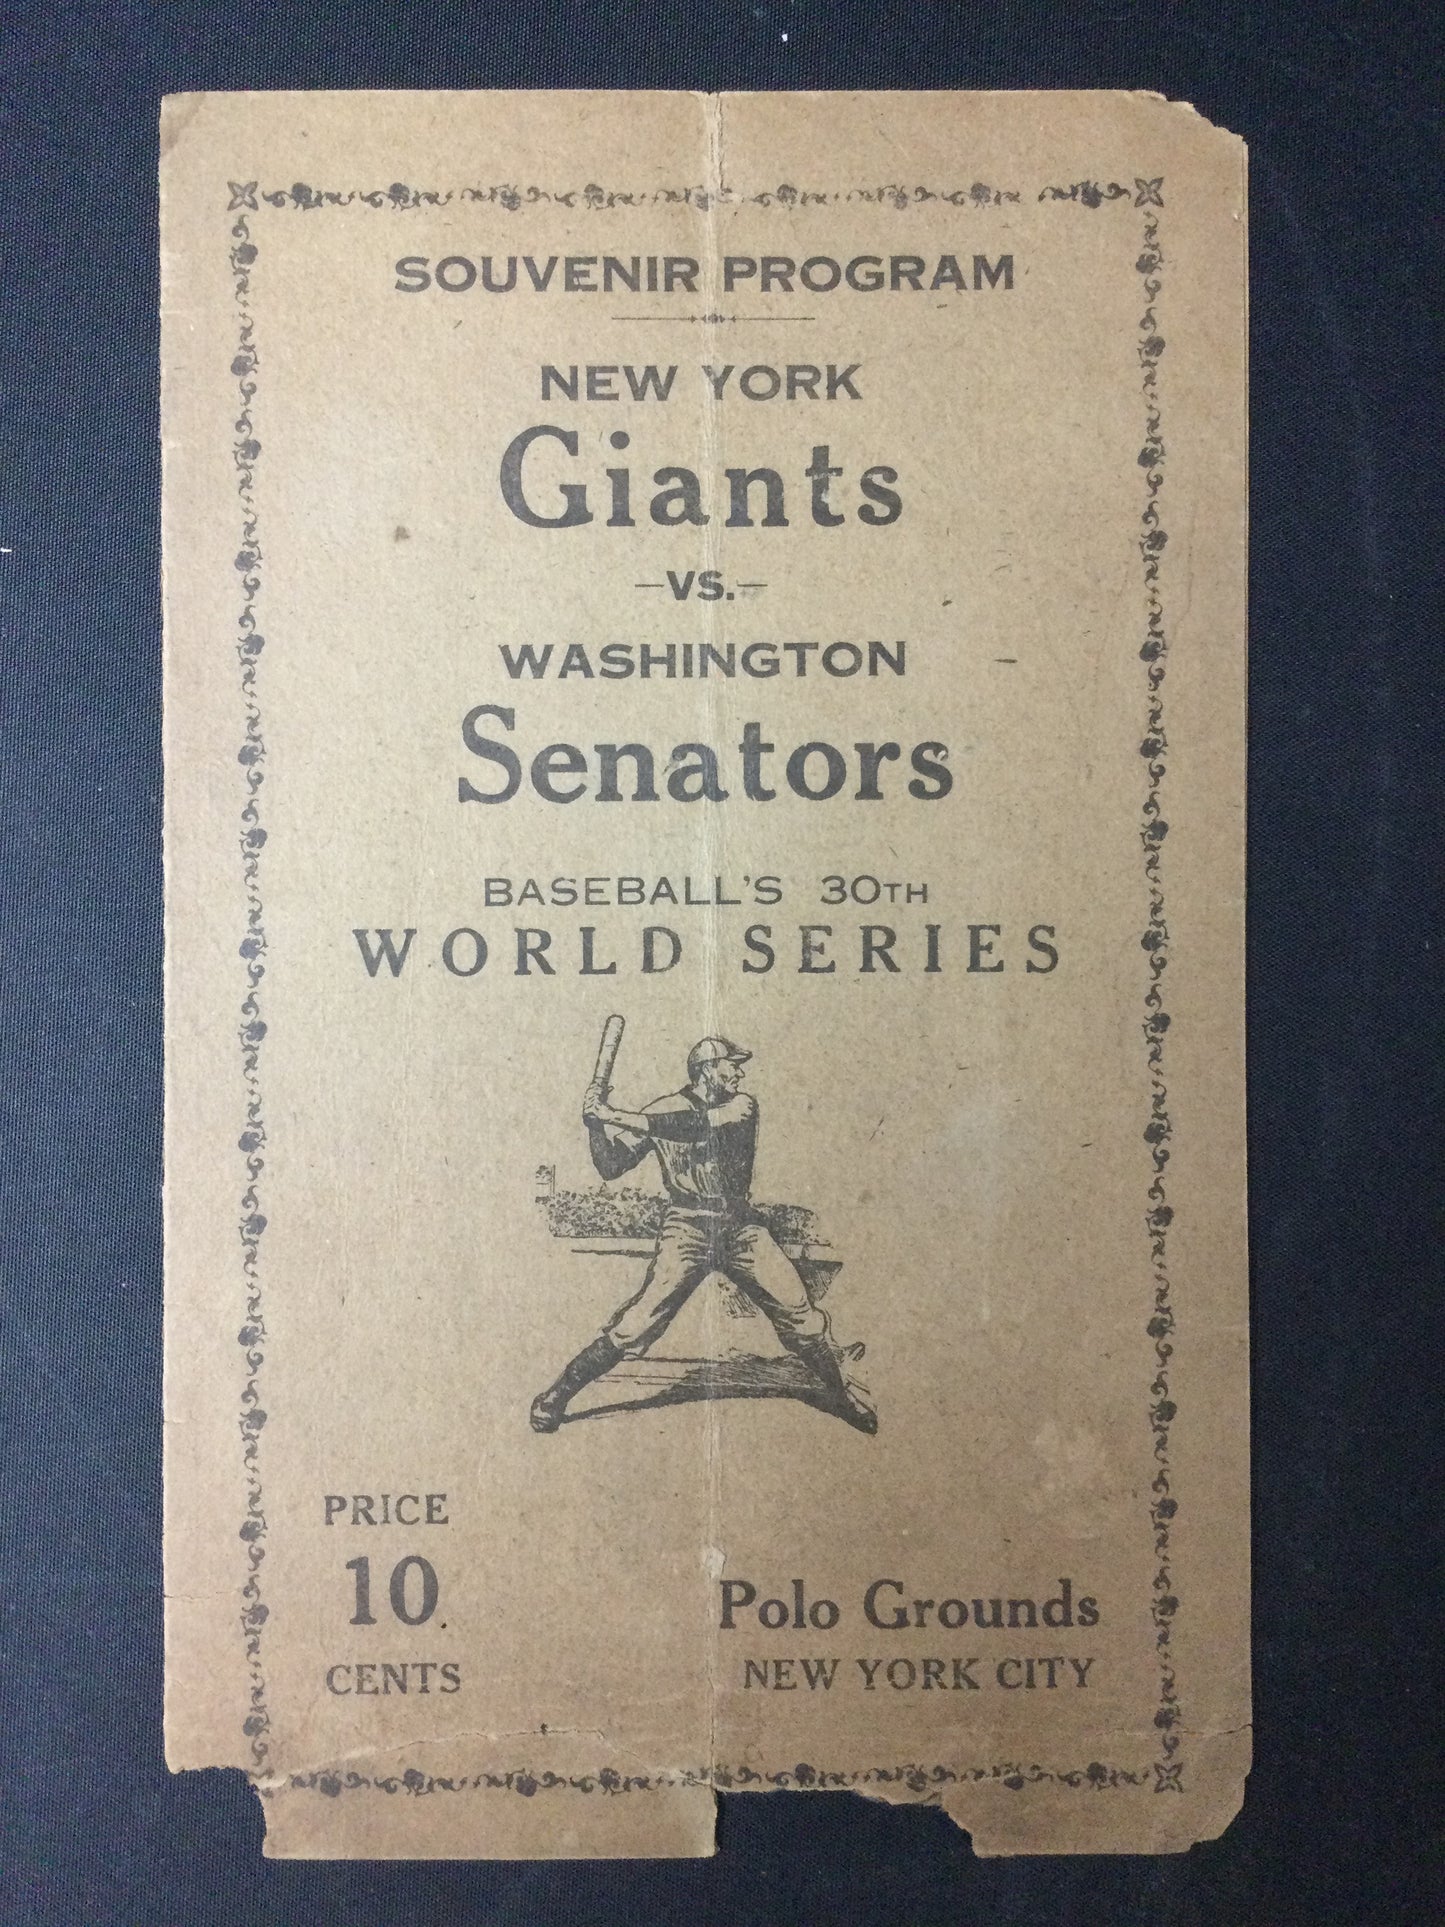 SOUVENIR PROGRAM
NEW YORK
Giants
—VS.—
WASHINGTON
Senators
BASEBALL'S 30TH
WORLD SERIES
PRICE
10
CENTS
Polo Grounds
NEW YORK CITY